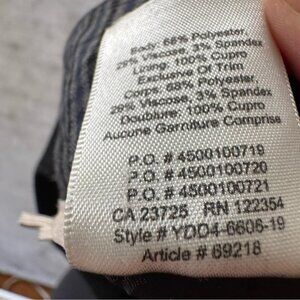 Body: 68% Polyester,
29% Viscose, 3% Spandex
Lining: 100% Cupro
Exclusive Of Trim
Corps: 68% Polyester,
29% Viscose, 3% Spandex
Doublure: 100% Cupro
Aucune Garniture Comprise
P.O. # 4500100719
P.O. # 4500100720
P.O. # 4500100721
CA 23725 RN 122354
Style # YDD4-6606-19
Article # 69218